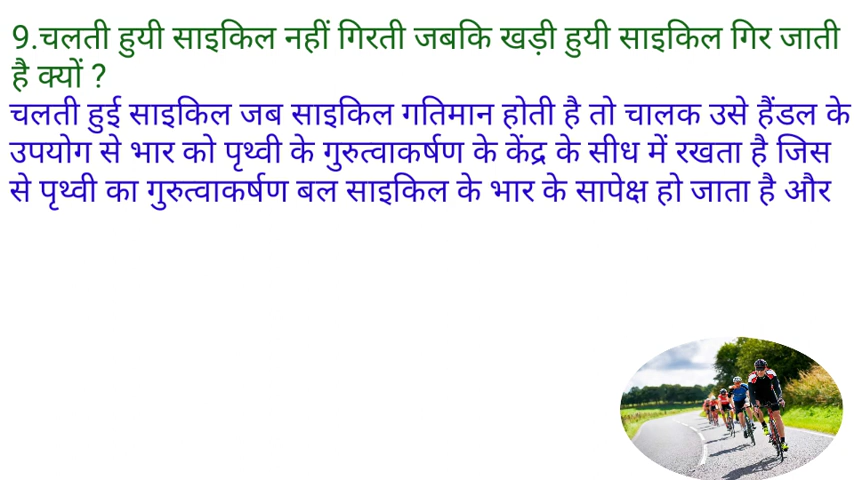 9.चलती हुयी साइकिल नहीं गिरती जबकि खड़ी हुयी साइकिल गिर जाती
है क्यों ?
चलती हुई साइकिल जब साइकिल गतिमान होती है तो चालक उसे हैंडल के
उपयोग से भार को पृथ्वी के गुरुत्वाकर्षण के केंद्र के सीध में रखता है जिस
से पृथ्वी का गुरुत्वाकर्षण बल साइकिल के भार के सापेक्ष हो जाता है और